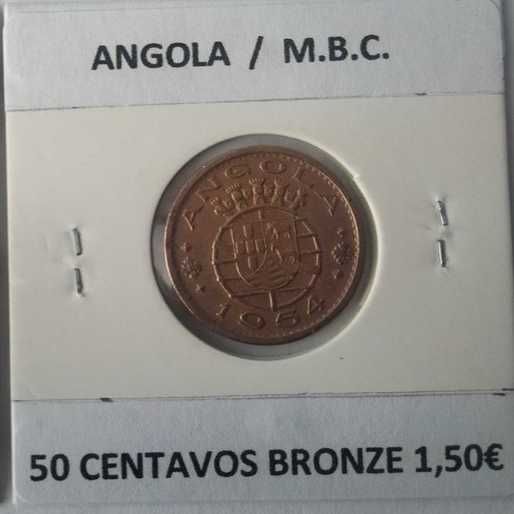 ANGOLA / M.B.C.
ANGOLA
1954
50 CENTAVOS BRONZE 1,50€